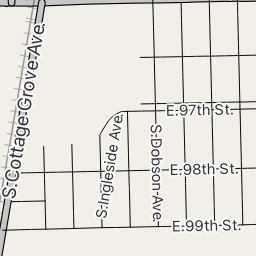 S. Cottage Grove Ave.
E. 97th St.
S. Ingleside Ave.
S. Dobson Ave.
E. 98th St.
E. 99th St.